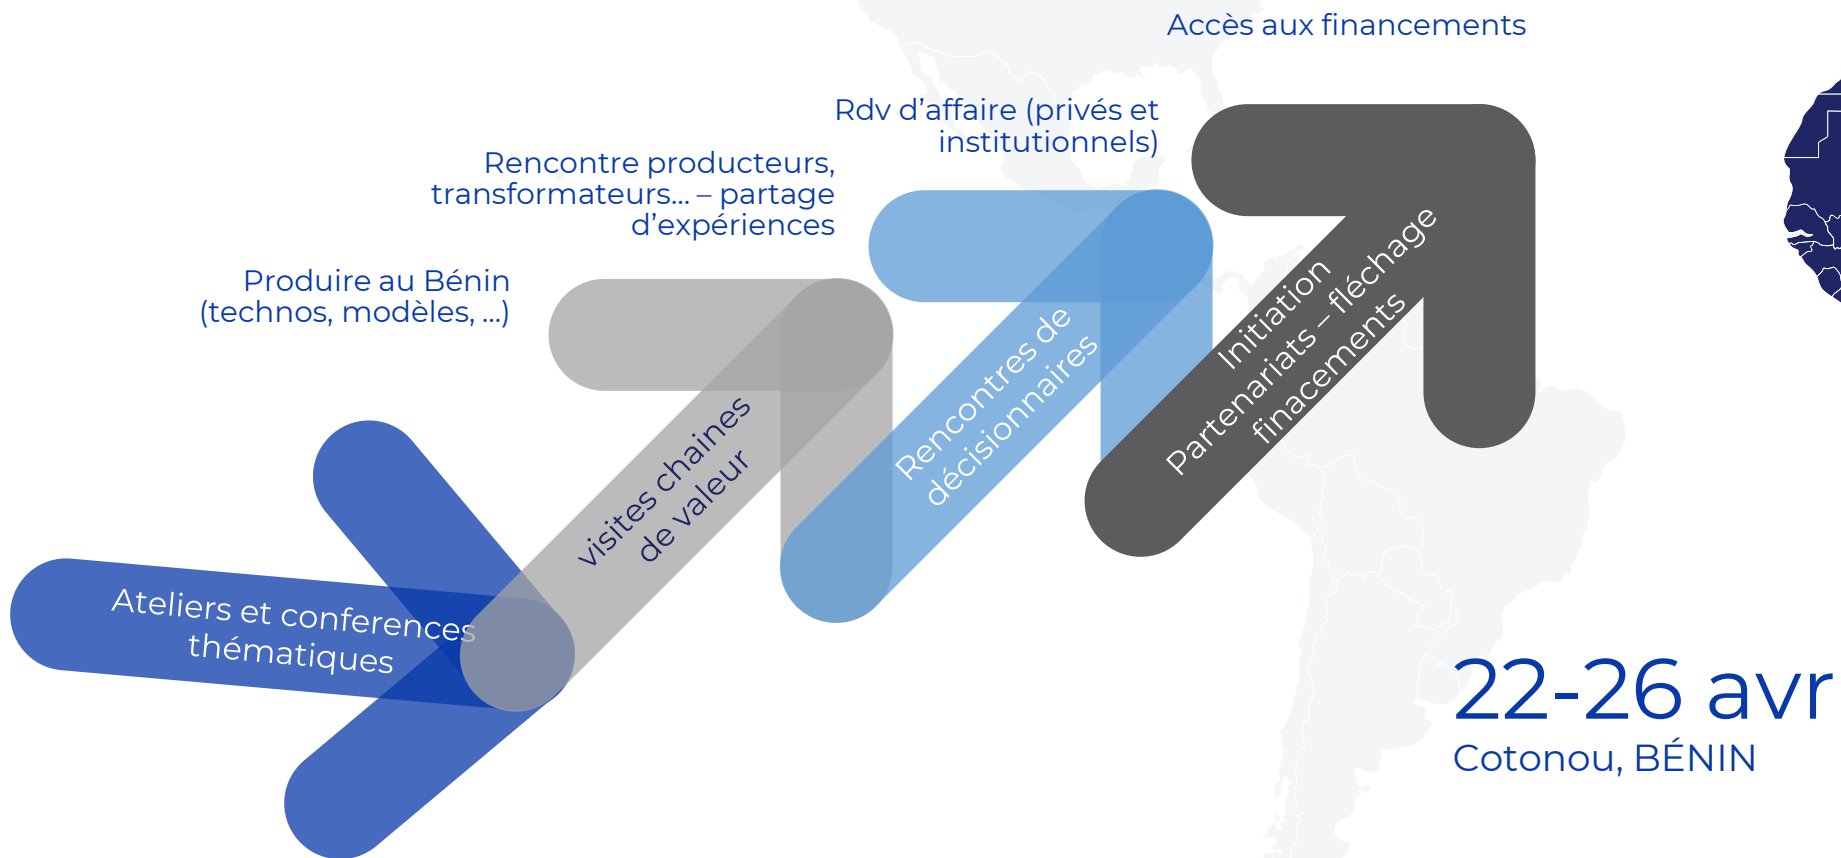 Accès aux financements
Rdv d’affaire (privés et
institutionnels)
Rencontre producteurs,
transformateurs... – partage
d’expériences
Produire au Bénin
(technos, modèles, ...)
Ateliers et conferences
thématiques
visites chaines
de valeur
Rencontres de
décisionnaires
Initiation
Partenariats – fléchage
finacements
22-26 avr
Cotonou, BÉNIN